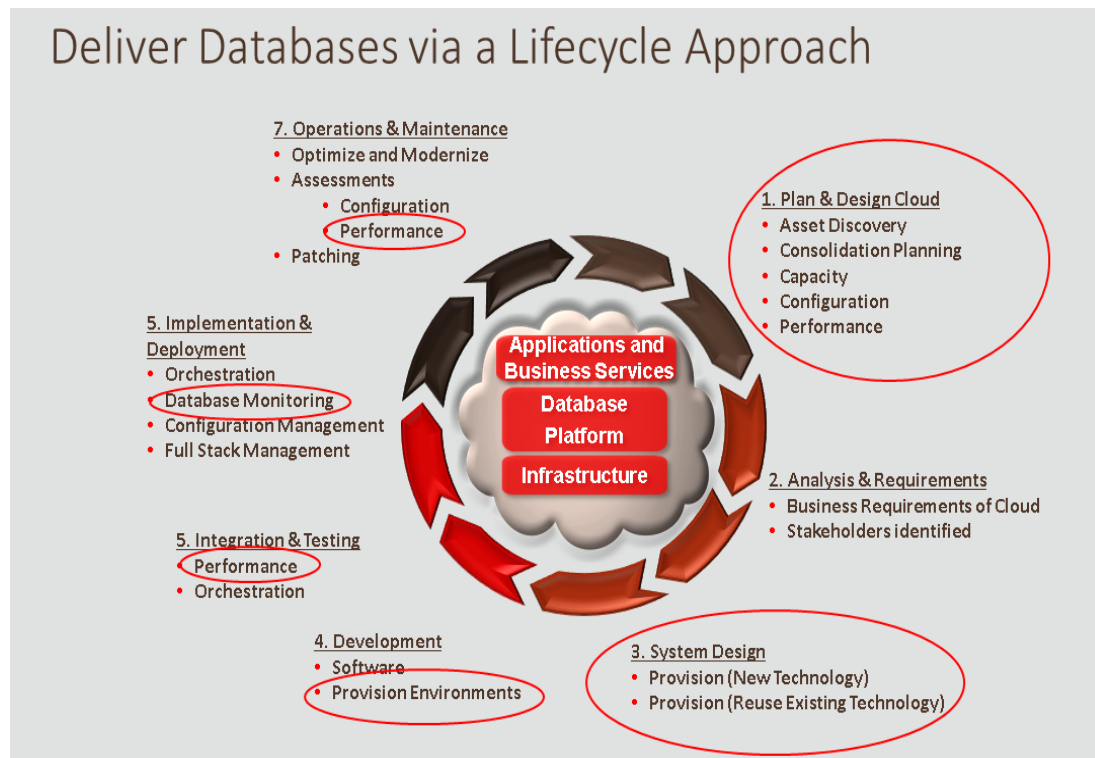 Deliver Databases via a Lifecycle Approach
7. Operations & Maintenance
• Optimize and Modernize
• Assessments
• Configuration
• Performance
• Patching
1. Plan & Design Cloud
• Asset Discovery
• Consolidation Planning
• Capacity
• Configuration
• Performance
5. Implementation &
Deployment
• Orchestration
• Database Monitoring
• Configuration Management
• Full Stack Management
Applications and
Business Services
Database
Platform
Infrastructure
2. Analysis & Requirements
• Business Requirements of Cloud
• Stakeholders identified
5. Integration & Testing
• Performance
• Orchestration
4. Development
• Software
• Provision Environments
3. System Design
• Provision (New Technology)
• Provision (Reuse Existing Technology)